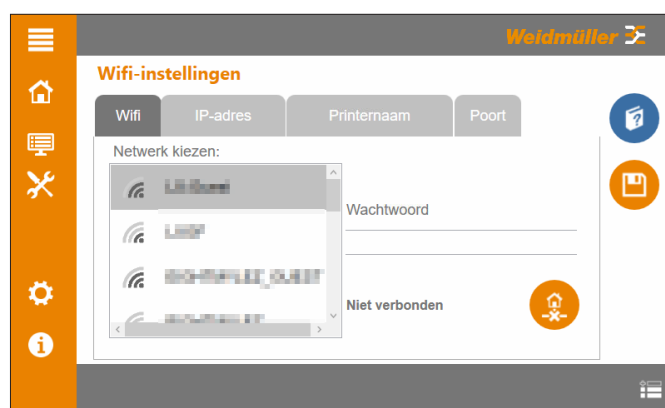 Weidmüller
Wifi-instellingen
Wifi IP-adres Printernaam Poort
Netwerk kiezen:
Wachtwoord
Niet verbonden